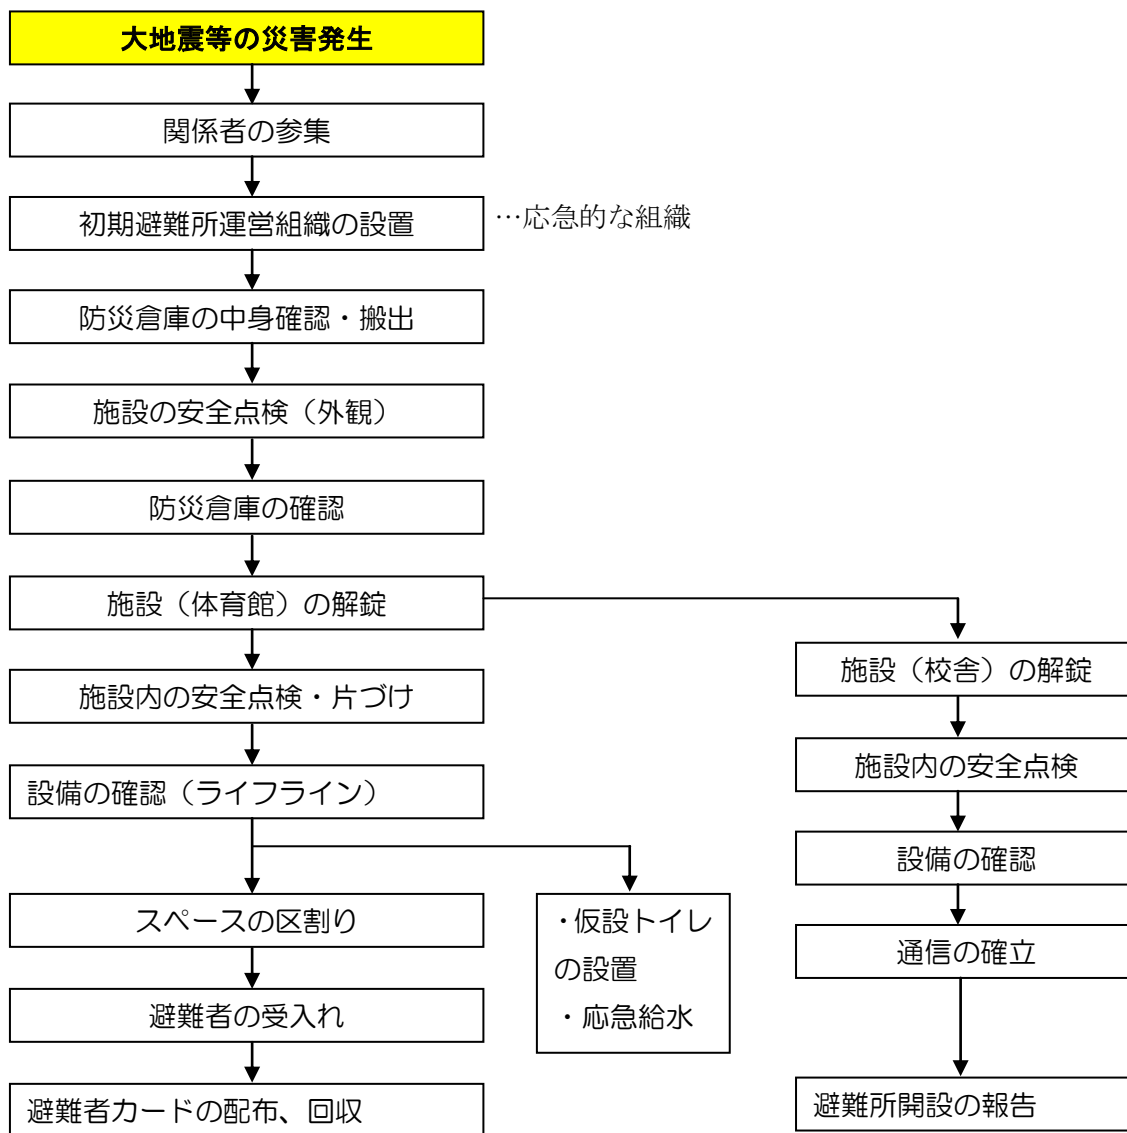 大地震等の災害発生
関係者の参集
初期避難所運営組織の設置
…応急的な組織
防災倉庫の中身確認・搬出
施設の安全点検（外観）
防災倉庫の確認
施設（体育館）の解錠
施設内の安全点検・片づけ
設備の確認（ライフライン）
スペースの区割り
避難者の受入れ
避難者カードの配布、回収
・仮設トイレ
の設置
・応急給水
施設（校舎）の解錠
施設内の安全点検
設備の確認
通信の確立
避難所開設の報告